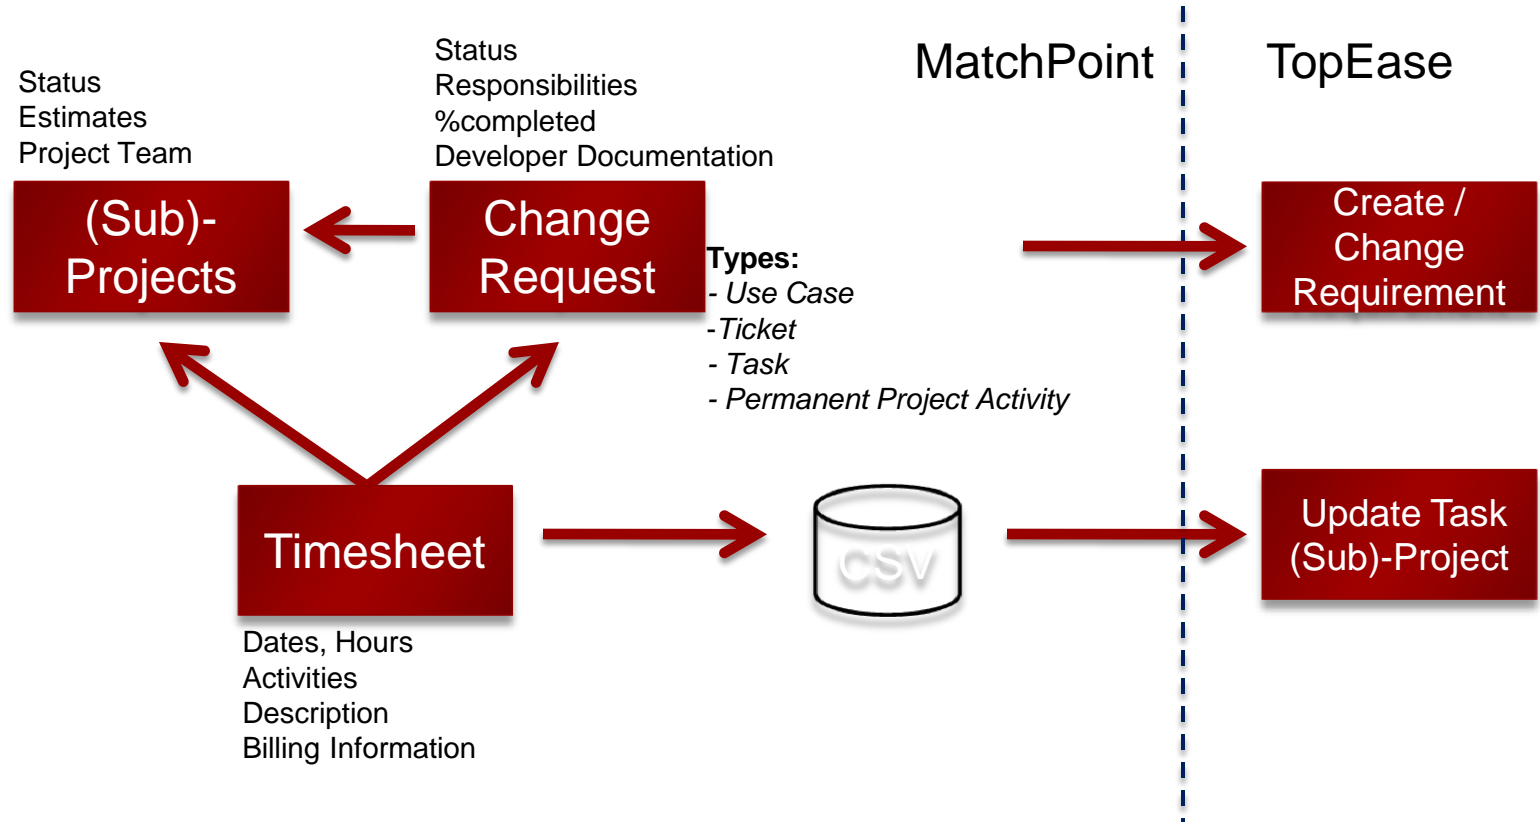 Status
Estimates
Project Team
(Sub)-
Projects
Status
Responsibilities
%completed
Developer Documentation
Change
Request
Types:
- Use Case
-Ticket
- Task
- Permanent Project Activity
MatchPoint
TopEase
Create /
Change
Requirement
Timesheet
Dates, Hours
Activities
Description
Billing Information
CSV
Update Task
(Sub)-Project